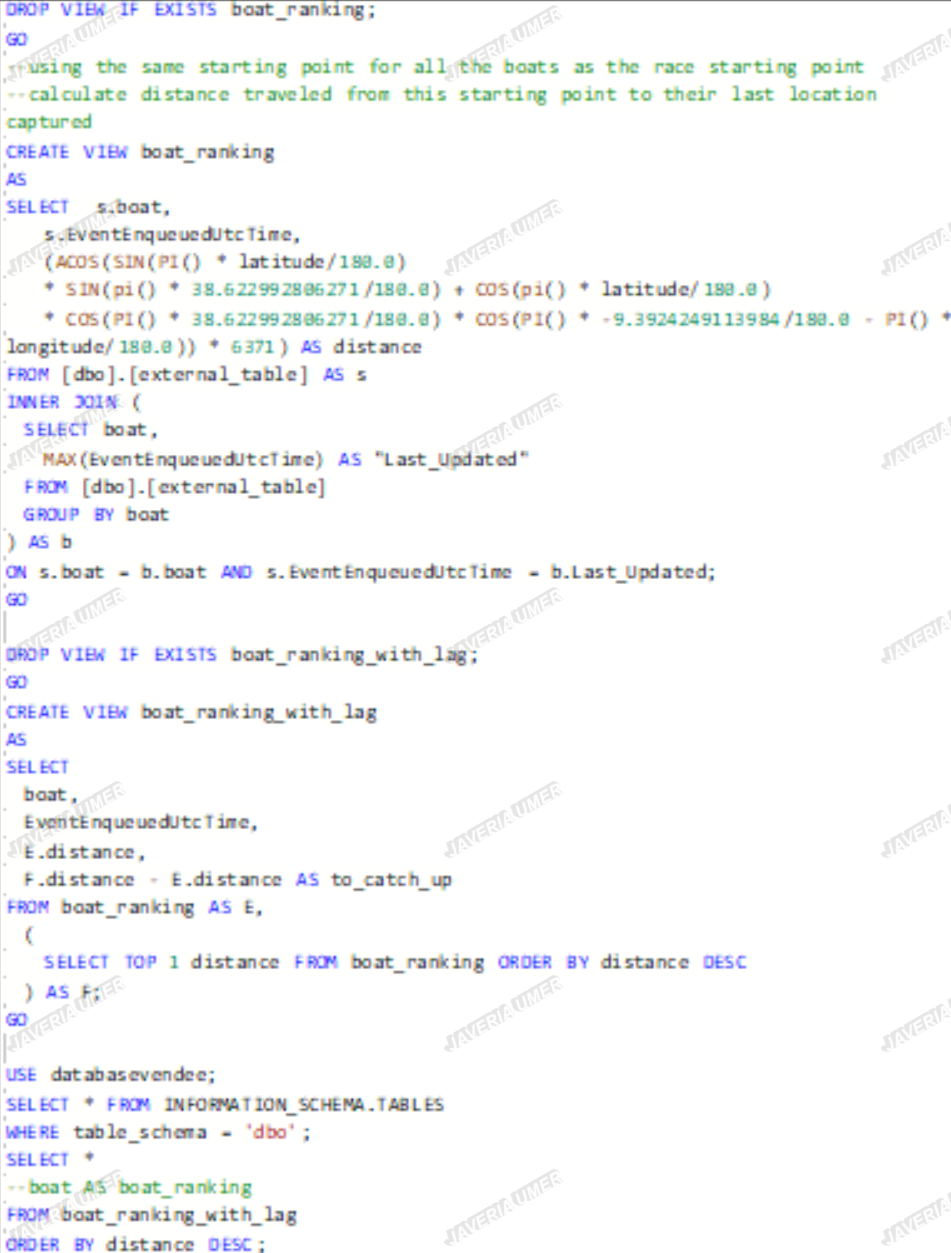 DROP VIEW IF EXISTS boat_ranking;
GO
--using the same starting point for all the boats as the race starting point
--calculate distance traveled from this starting point to their last location
captured
CREATE VIEW boat_ranking
AS
SELECT s.boat,
s.EventEnqueuedUtcTime,
(ACOS(SIN(PI() * latitude/180.0)
* SIN(pi() * 38.622992806271/180.0) + COS(pi() * latitude/180.0)
* COS(PI() * 38.622992806271/180.0) * COS(PI() * -9.3924249113984/180.0 - PI() *
longitude/180.0)) * 6371) AS distance
FROM [dbo].[external_table] AS s
INNER JOIN (
SELECT boat,
MAX(EventEnqueuedUtcTime) AS "Last_Updated"
FROM [dbo].[external_table]
GROUP BY boat
) AS b
ON s.boat = b.boat AND s.EventEnqueuedUtcTime = b.Last_Updated;
GO
DROP VIEW IF EXISTS boat_ranking_with_lag;
GO
CREATE VIEW boat_ranking_with_lag
AS
SELECT
boat,
EventEnqueuedUtcTime,
E.distance,
F.distance - E.distance AS to_catch_up
FROM boat_ranking AS E,
(
SELECT TOP 1 distance FROM boat_ranking ORDER BY distance DESC
) AS F;
GO
USE databasevendee;
SELECT * FROM INFORMATION_SCHEMA.TABLES
WHERE table_schema = 'dbo';
SELECT *
--boat AS boat_ranking
FROM boat_ranking_with_lag
ORDER BY distance DESC;
JAVERIA UMER